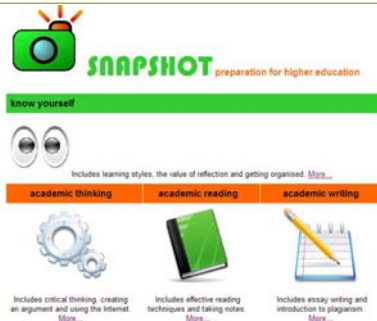 SNAPSHOT preparation for higher education
know yourself
Includes learning styles, the value of reflection and getting organised. More...
academic thinking academic reading academic writing
Includes critical thinking, creating an argument and using the Internet. More...
Includes effective reading techniques and taking notes. More...
Includes essay writing and introduction to plagiarism. More...